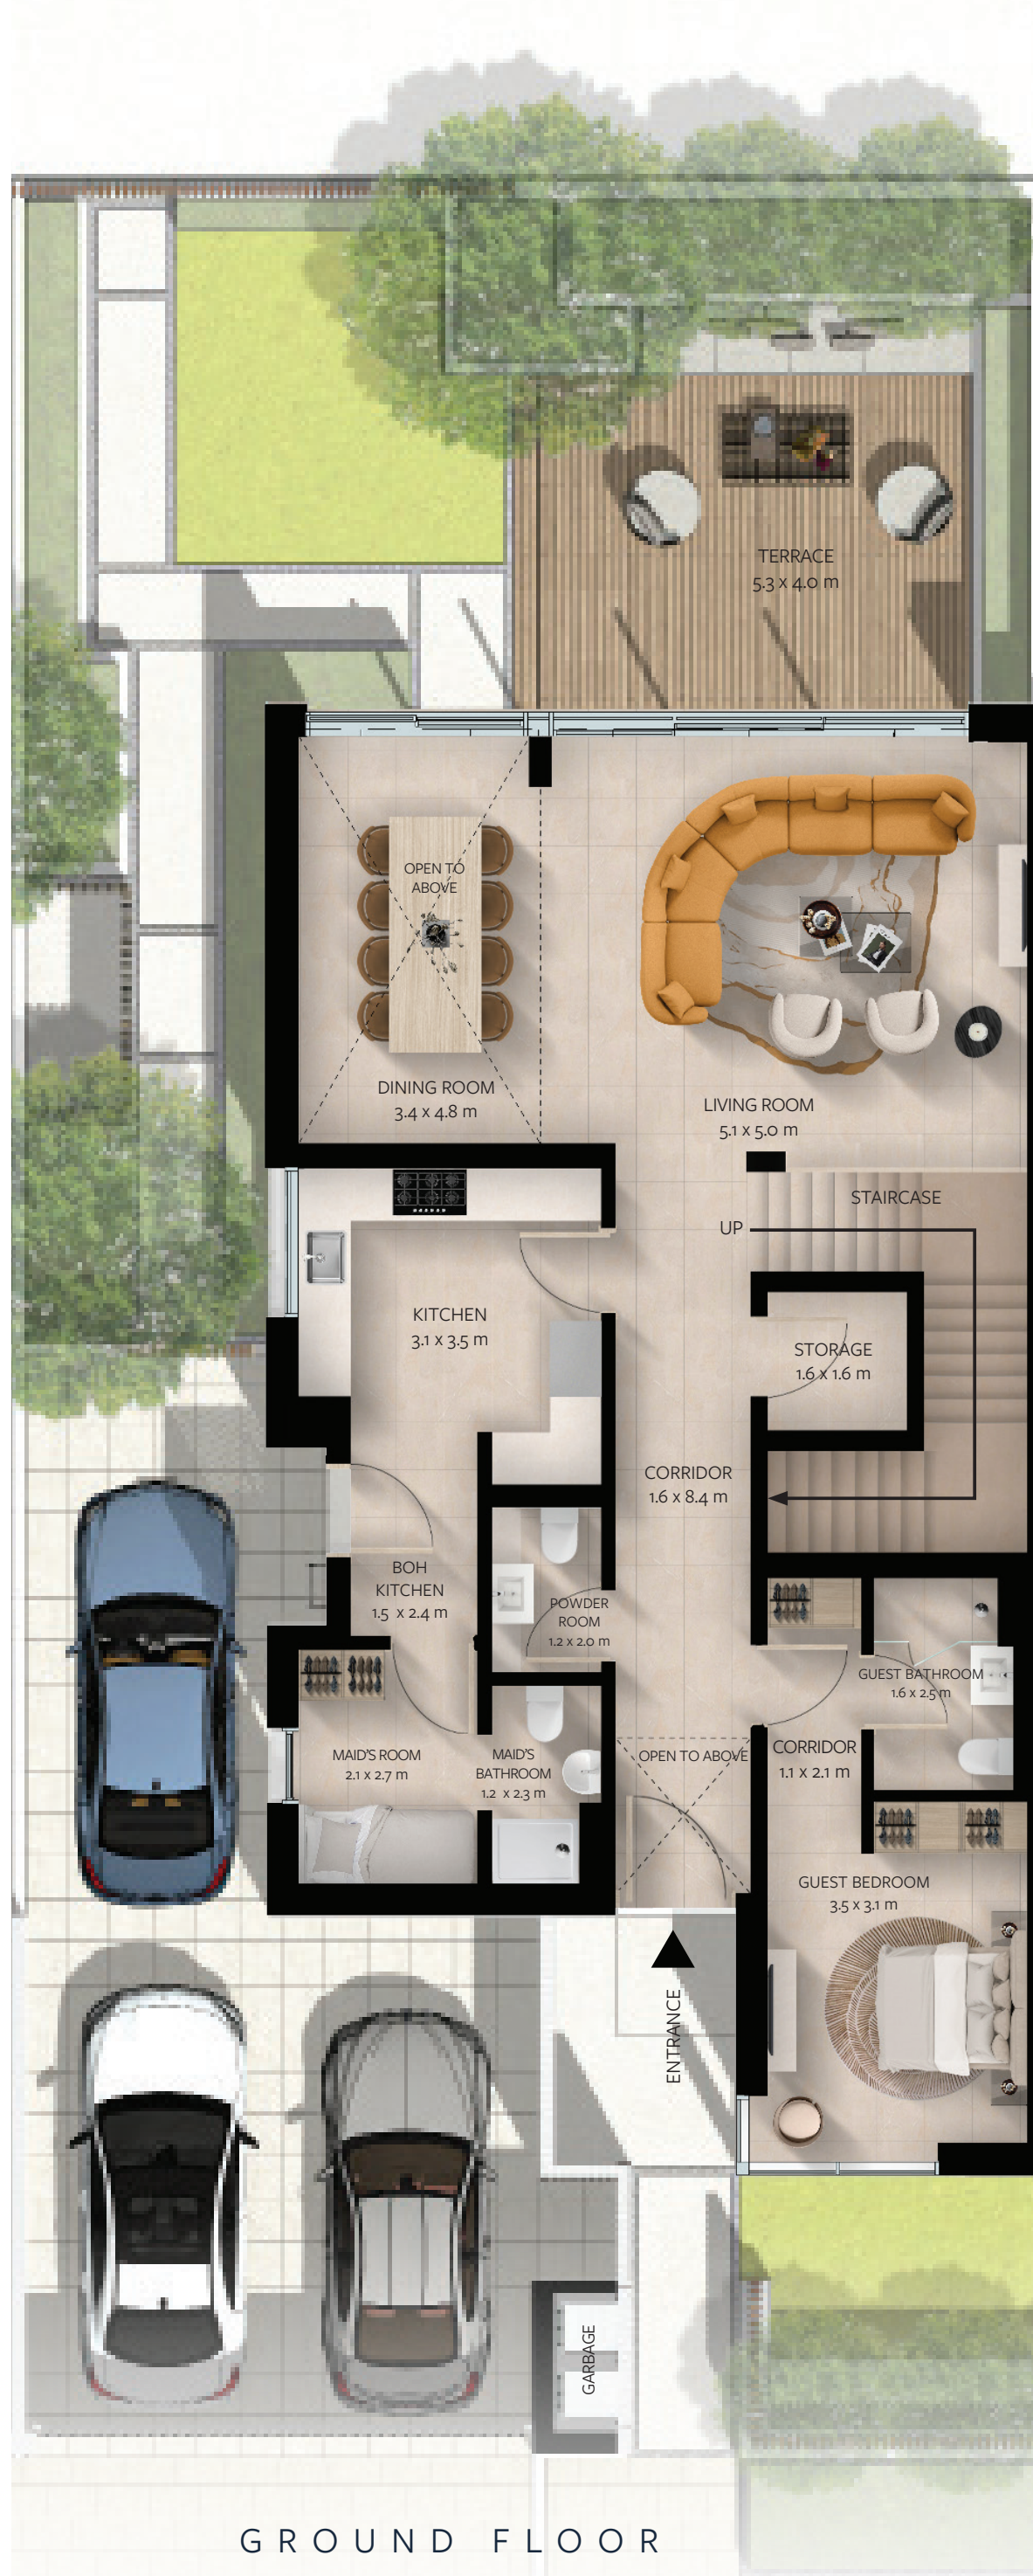 TERRACE
5.3 x 4.0 m
OPEN TO
ABOVE
DINING ROOM
3.4 x 4.8 m
LIVING ROOM
5.1 x 5.0 m
STAIRCASE
UP
KITCHEN
3.1 x 3.5 m
STORAGE
1.6 x 1.6 m
CORRIDOR
1.6 x 8.4 m
BOH
KITCHEN
1.5 x 2.4 m
POWDER
ROOM
1.2 x 2.0 m
GUEST BATHROOM
1.6 x 2.5 m
MAID'S ROOM
2.1 x 2.7 m
MAID'S
BATHROOM
1.2 x 2.3 m
OPEN TO ABOVE
CORRIDOR
1.1 x 2.1 m
GUEST BEDROOM
3.5 x 3.1 m
ENTRANCE
GARBAGE
GROUND FLOOR